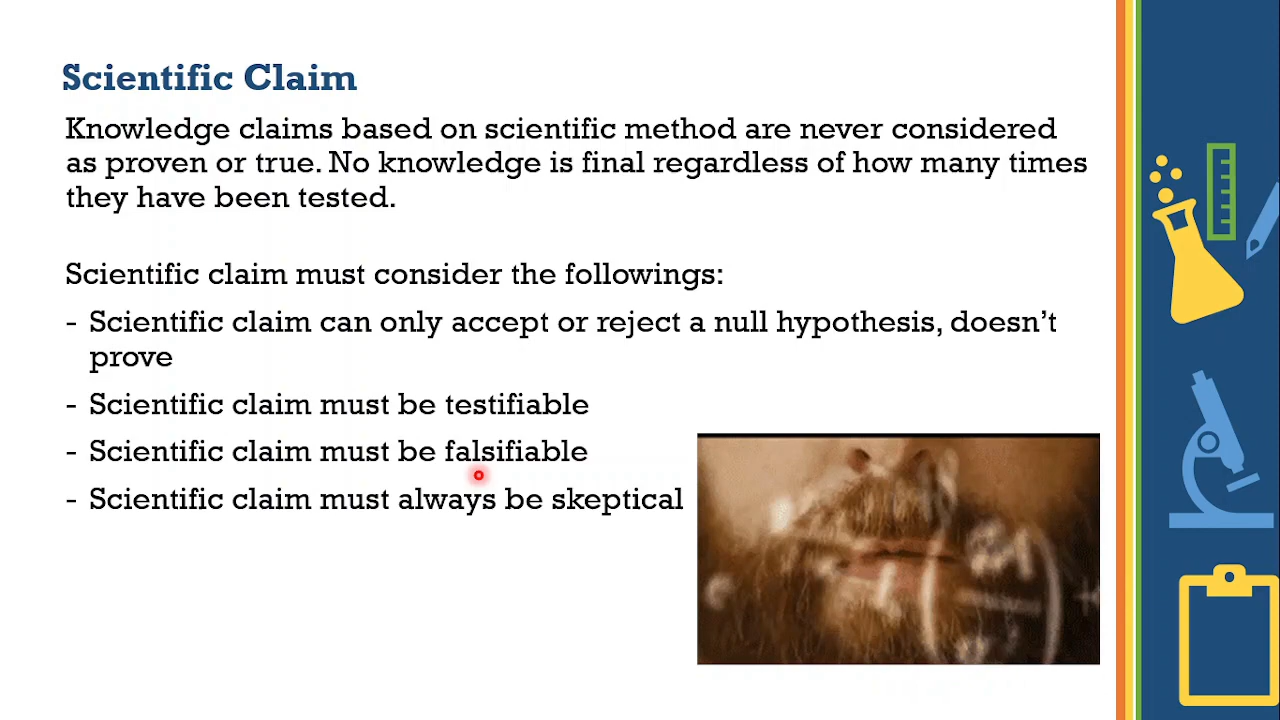 Scientific Claim
Knowledge claims based on scientific method are never considered
as proven or true. No knowledge is final regardless of how many times
they have been tested.
Scientific claim must consider the followings:
- Scientific claim can only accept or reject a null hypothesis, doesn't
prove
- Scientific claim must be testifiable
- Scientific claim must be falsifiable
- Scientific claim must always be skeptical